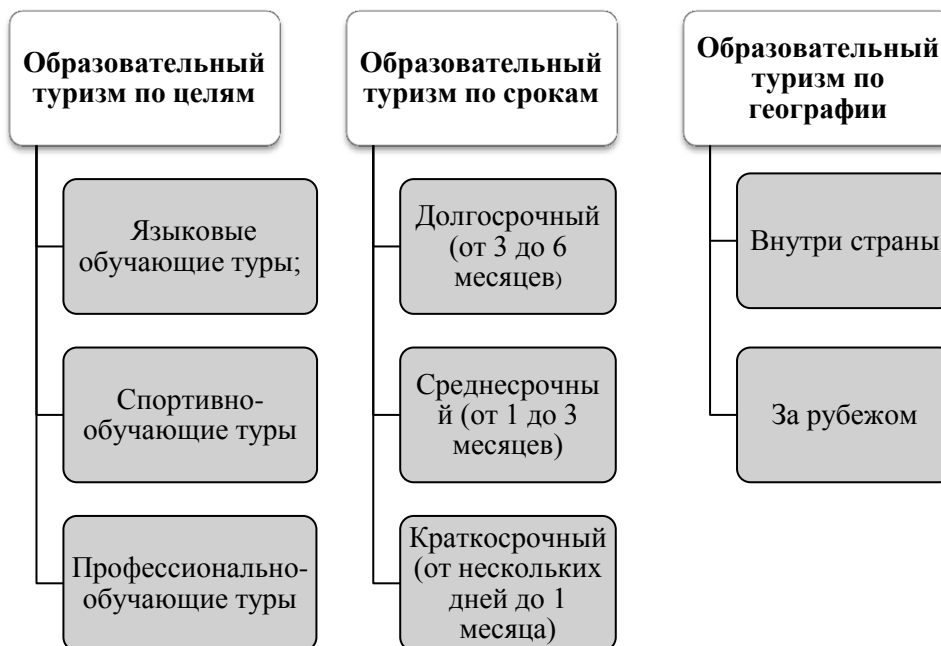 Образовательный
туризм по целям
Языковые
обучающие туры;
Спортивно-
обучающие туры
Профессионально-
обучающие туры
Образовательный
туризм по срокам
Долгосрочный
(от 3 до 6
месяцев)
Среднесрочны
й (от 1 до 3
месяцев)
Краткосрочный
(от нескольких
дней до 1
месяца)
Образовательный
туризм по
географии
Внутри страны
За рубежом